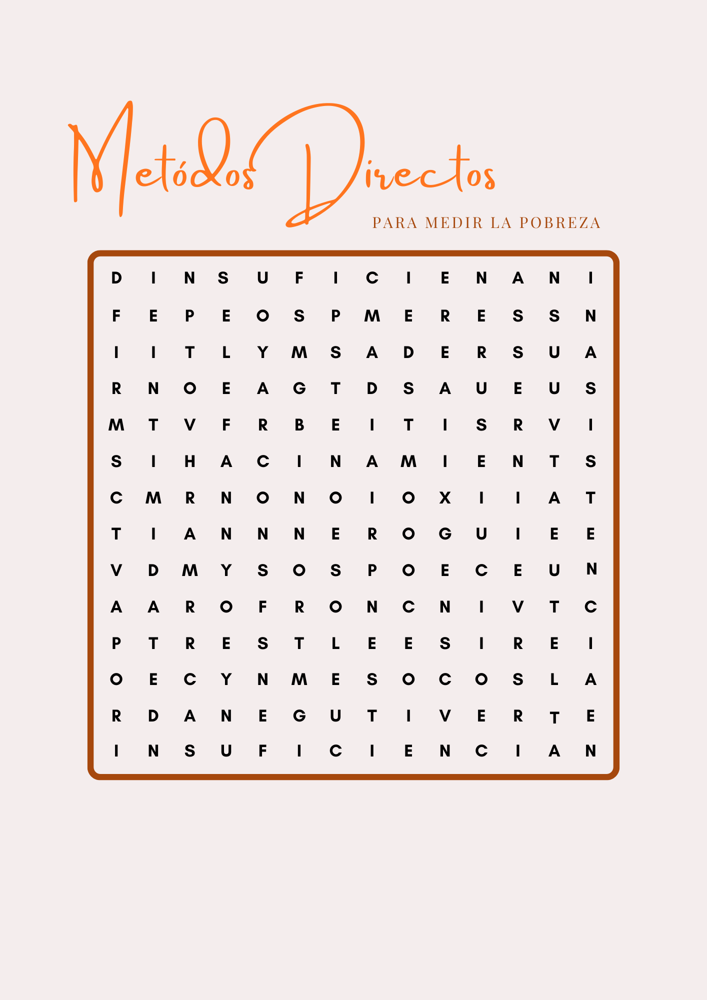 Metódos Directos
PARA MEDIR LA POBREZA
D I N S U F I C I E N A N I
F E P E O S P M E R E S S N
I I T L Y M S A D E R S U A
R N O E A G T D S A U E U S
M T V F R B E I T I S R V I
S I H A C I N A M I E N T S
C M R N O N O I O X I I A T
T I A N N N E R O G U I E E
V D M Y S O S P O E C E U N
A A R O F R O N C N I V T C
P T R E S T L E E S I R E I
O E C Y N M E S O C O S L A
R D A N E G U T I V E R T E
I N S U F I C I E N C I A N